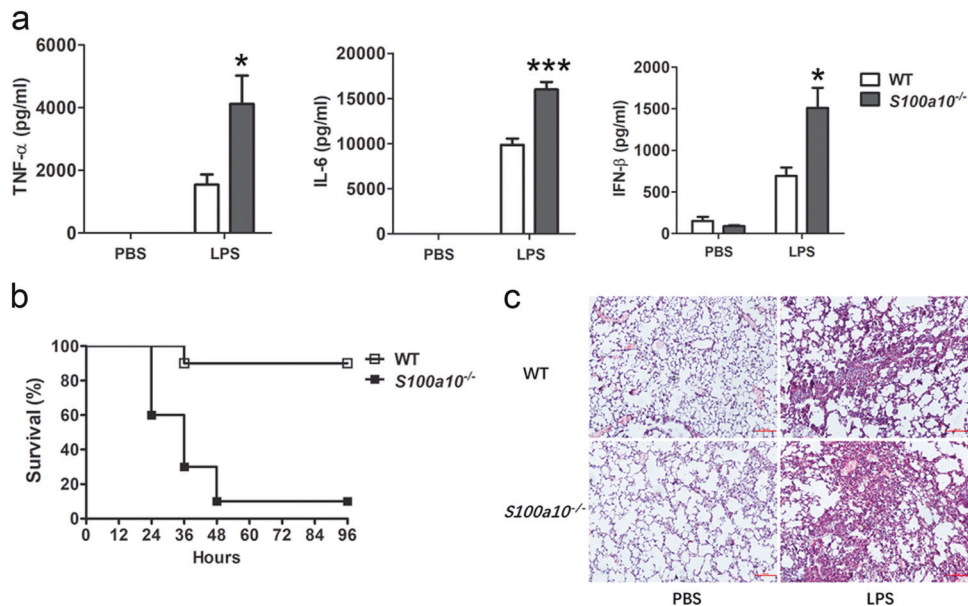 a
TNF-α (pg/ml)
6000
4000
2000
0
*
PBS LPS
IL-6 (pg/ml)
20000
15000
10000
5000
0
***
PBS LPS
IFN-β (pg/ml)
2000
1500
1000
500
0
*
PBS LPS
WT
S100a10-/-
b
Survival (%)
100
80
60
40
20
0
0 12 24 36 48 60 72 84 96
Hours
WT
S100a10-/-
c
WT
S100a10-/-
PBS LPS